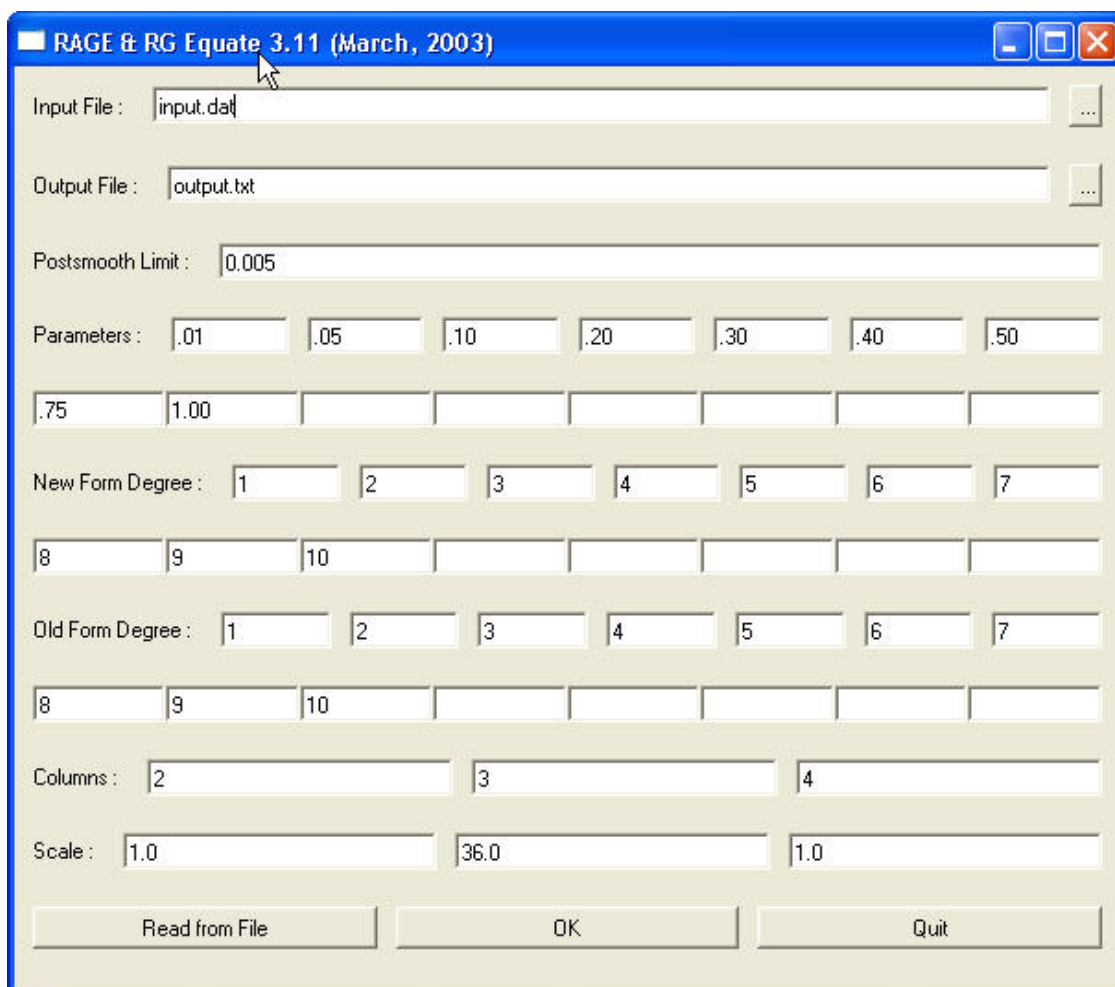 RAGE & RG Equate 3.11 (March, 2003)
Input File : input.dat ...
Output File : output.txt ...
Postsmooth Limit : 0.005
Parameters : .01 .05 .10 .20 .30 .40 .50
.75 1.00
New Form Degree : 1 2 3 4 5 6 7
8 9 10
Old Form Degree : 1 2 3 4 5 6 7
8 9 10
Columns : 2 3 4
Scale : 1.0 36.0 1.0
Read from File OK Quit